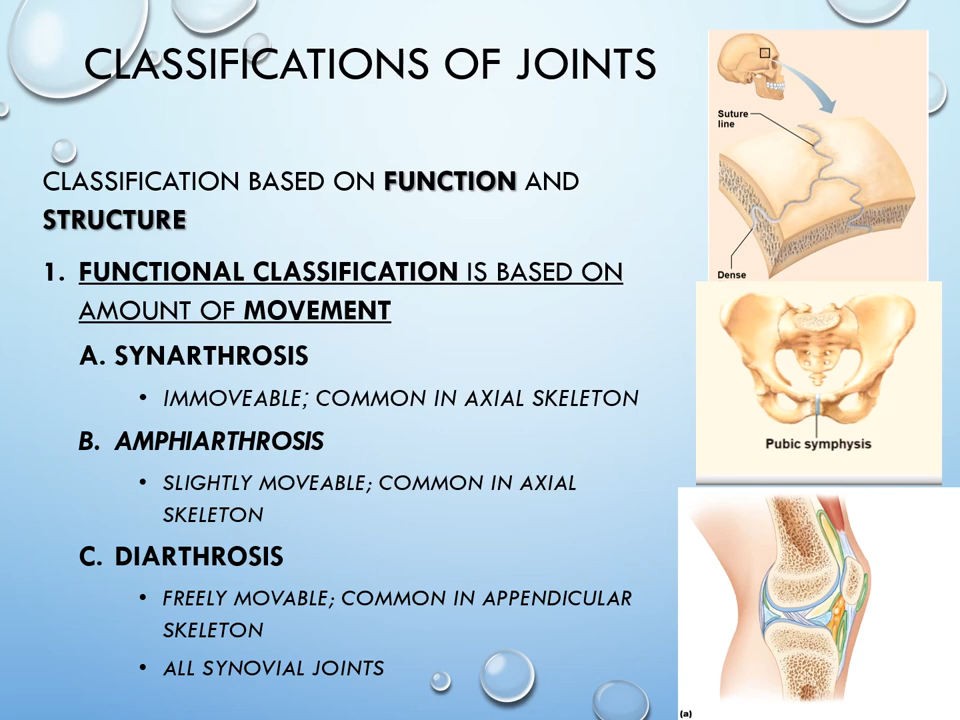 CLASSIFICATIONS OF JOINTS
CLASSIFICATION BASED ON FUNCTION AND
STRUCTURE
1. FUNCTIONAL CLASSIFICATION IS BASED ON
AMOUNT OF MOVEMENT
A. SYNARTHROSIS
• IMMOVEABLE; COMMON IN AXIAL SKELETON
B. AMPHIARTHROSIS
• SLIGHTLY MOVEABLE; COMMON IN AXIAL
SKELETON
C. DIARTHROSIS
• FREELY MOVABLE; COMMON IN APPENDICULAR
SKELETON
• ALL SYNOVIAL JOINTS
Suture
line
Dense
Pubic symphysis
(a)